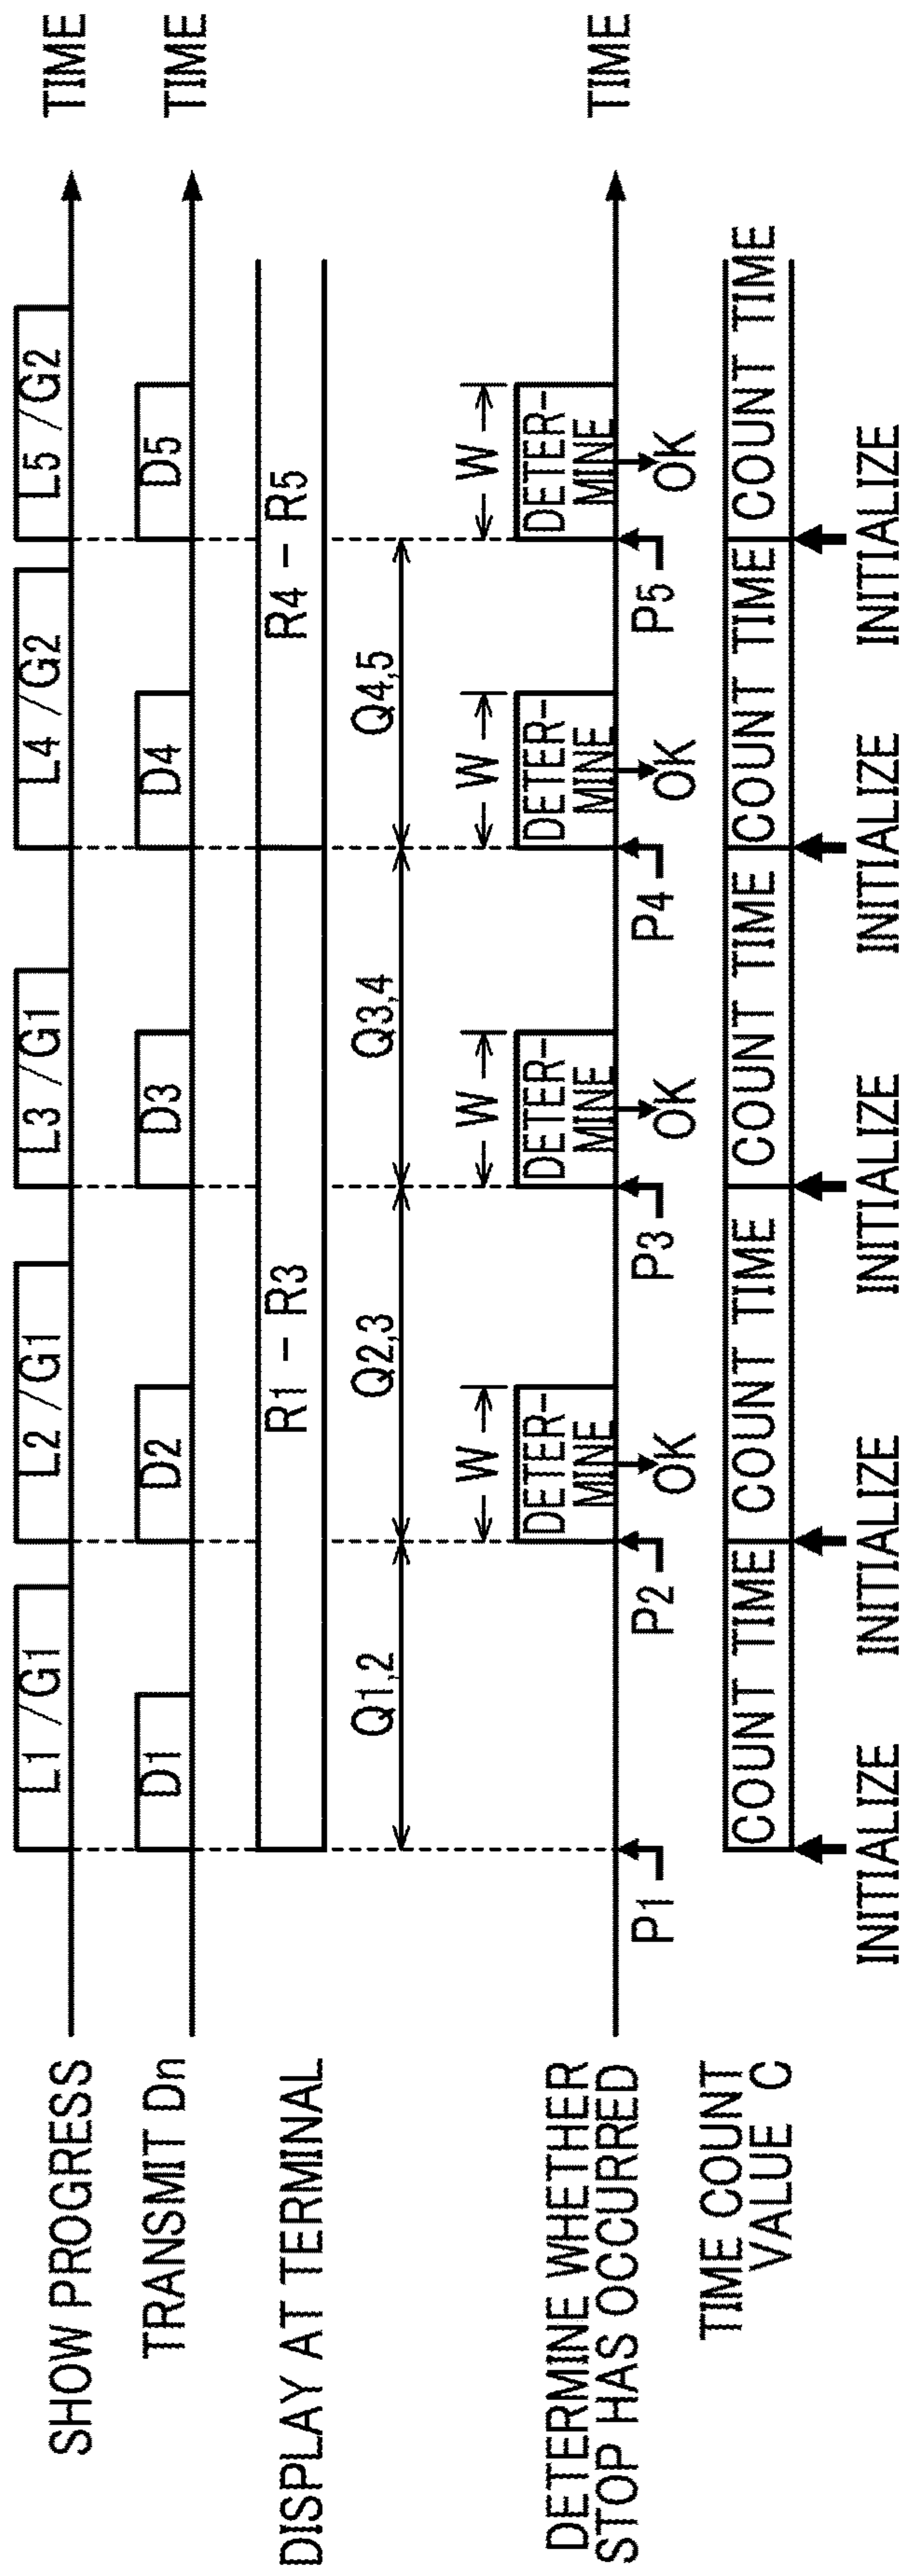 SHOW PROGRESS
L1 /G1
L2 /G1
L3 /G1
L4 /G2
L5 /G2
TIME
TRANSMIT Dn
D1
D2
D3
D4
D5
TIME
DISPLAY AT TERMINAL
R1 - R3
R4 - R5
Q1,2
Q2,3
Q3,4
Q4,5
W
W
W
W
DETERMINE WHETHER
STOP HAS OCCURRED
DETER-
MINE
DETER-
MINE
DETER-
MINE
DETER-
MINE
TIME
P1
P2
OK
P3
OK
P4
OK
P5
OK
TIME COUNT
VALUE C
COUNT TIME
COUNT TIME
COUNT TIME
COUNT TIME
COUNT TIME
INITIALIZE
INITIALIZE
INITIALIZE
INITIALIZE
INITIALIZE